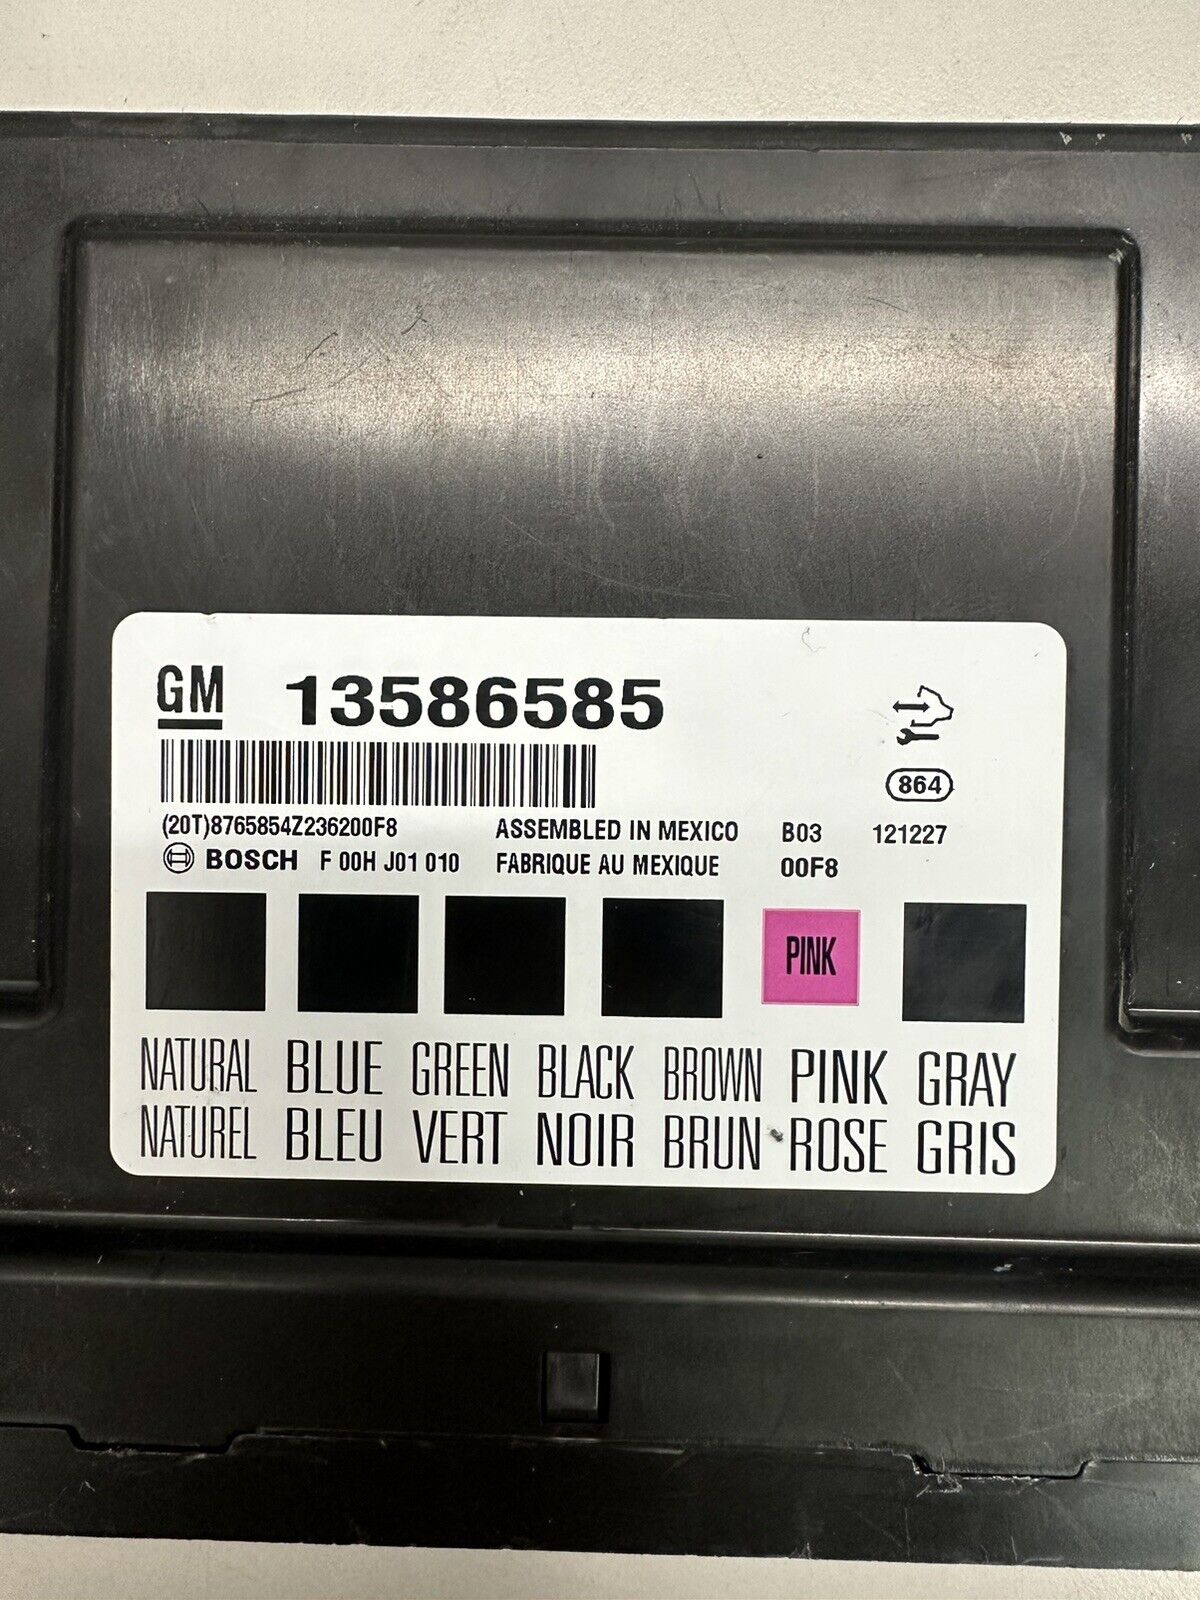 GM 13586585
864
(20T)8765854Z236200F8 ASSEMBLED IN MEXICO B03 121227
BOSCH F 00H J01 010 FABRIQUE AU MEXIQUE 00F8
PINK
NATURAL BLUE GREEN BLACK BROWN PINK GRAY
NATUREL BLEU VERT NOIR BRUN ROSE GRIS